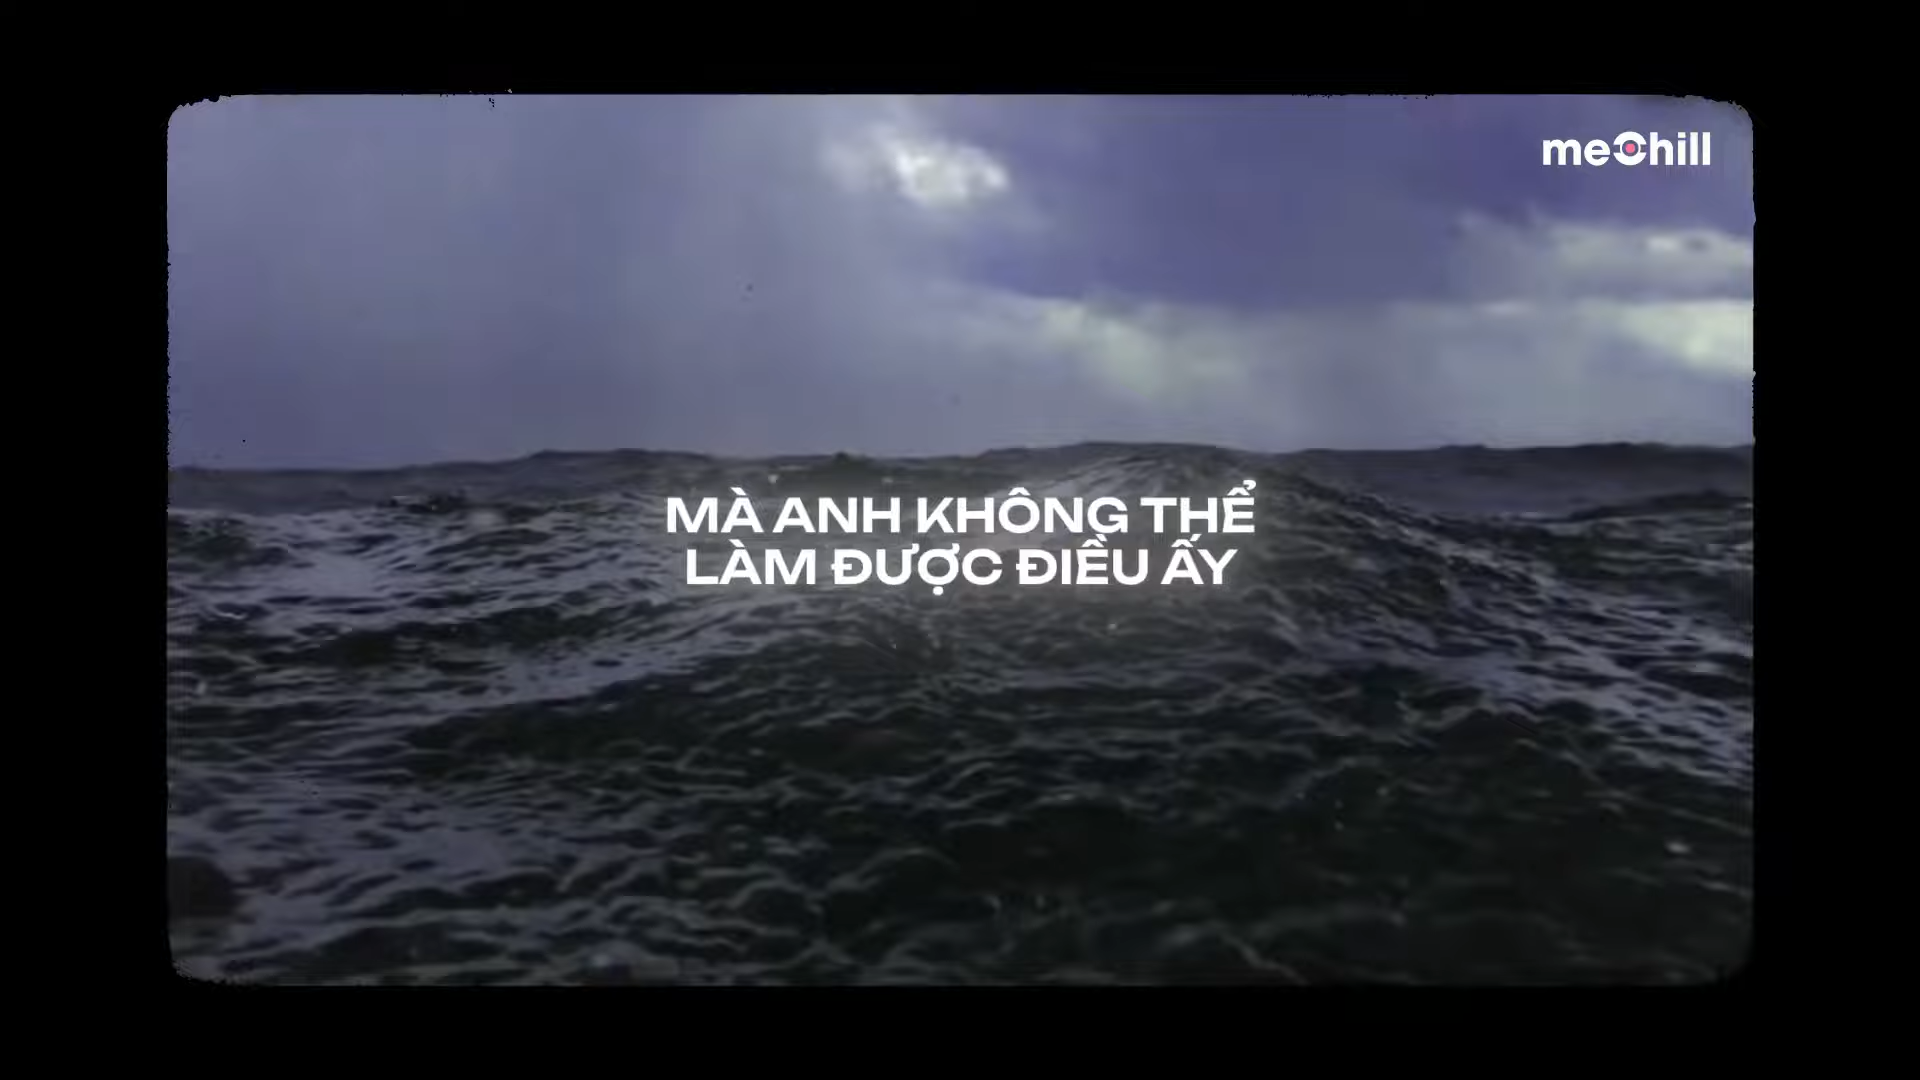 meChill
MÀ ANH KHÔNG THỂ
LÀM ĐƯỢC ĐIỀU ẤY